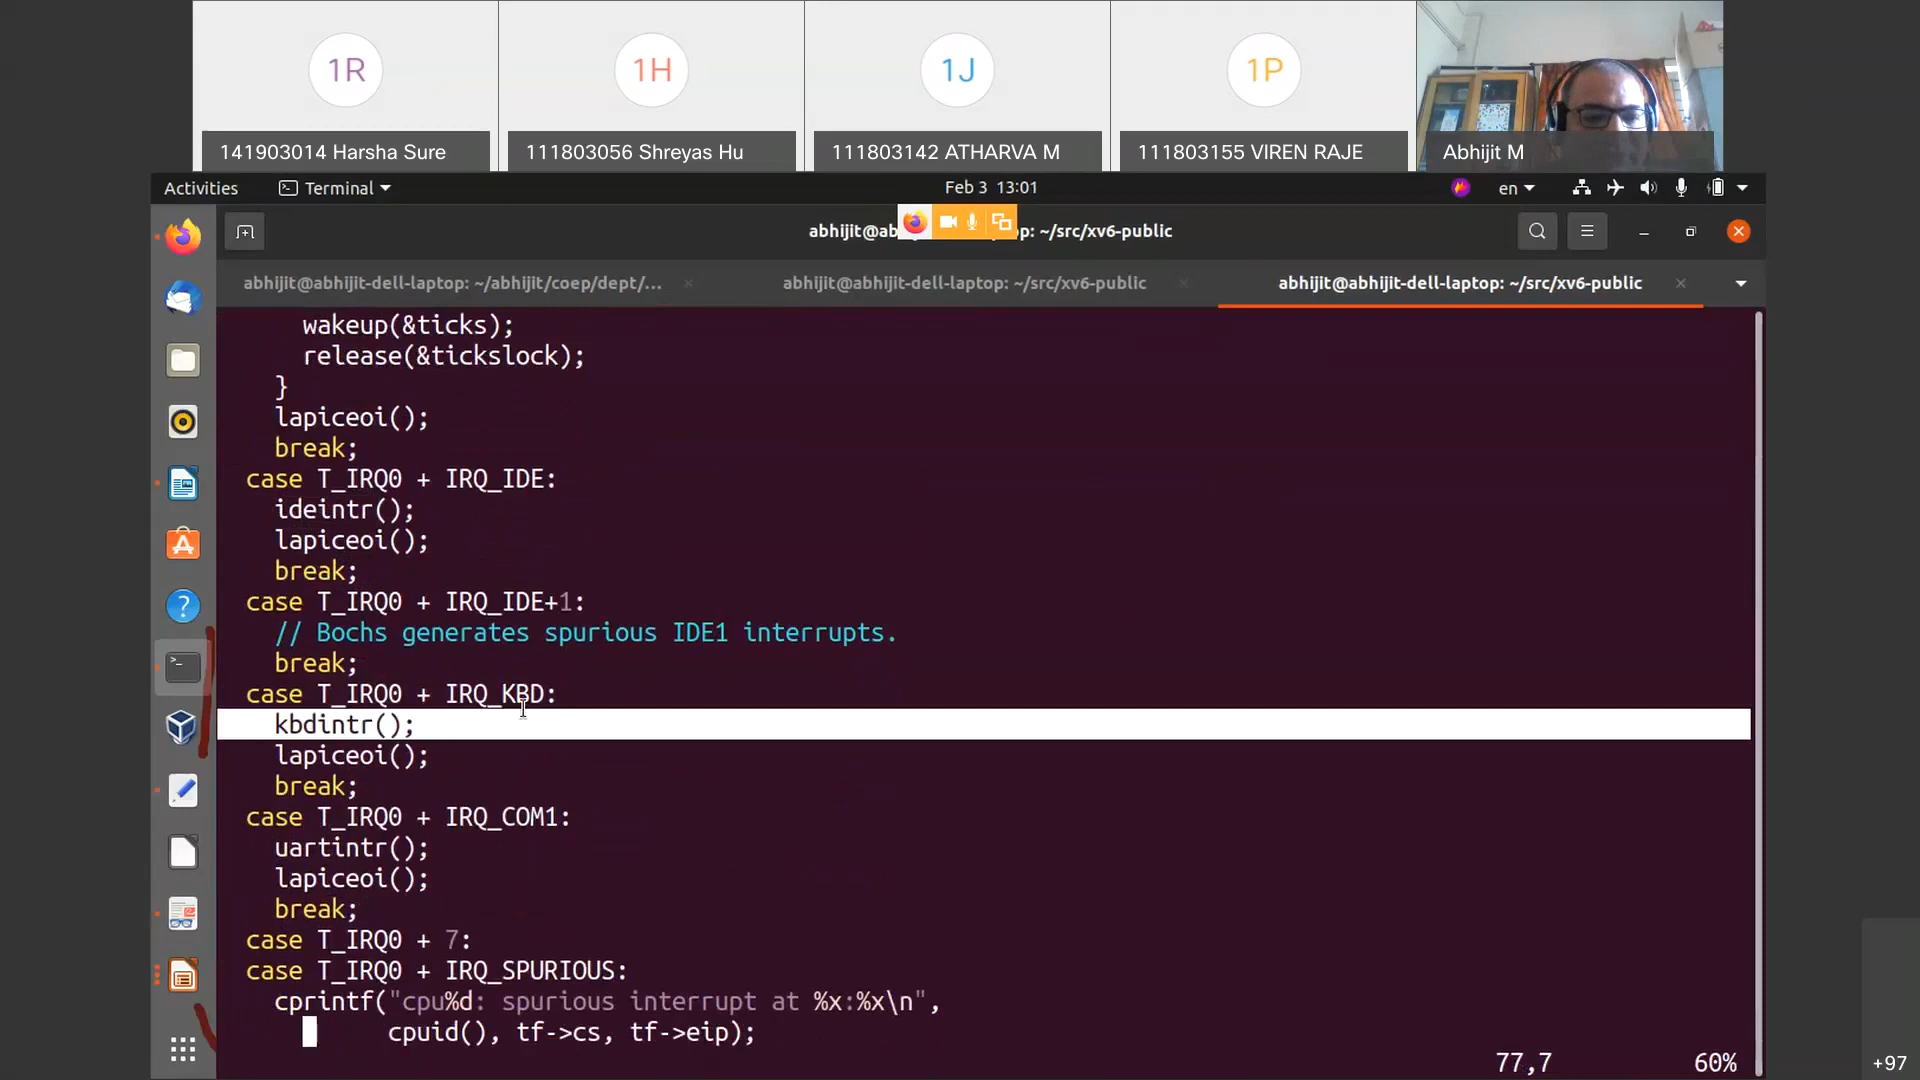 1R
1H
1J
1P
141903014 Harsha Sure
111803056 Shreyas Hu
111803142 ATHARVA M
111803155 VIREN RAJE
Abhijit M
Activities
Terminal
Feb 3 13:01
en
abhijit@ab
op: ~/src/xv6-public
abhijit@abhijit-dell-laptop: ~/abhijit/coep/dept/...
abhijit@abhijit-dell-laptop: ~/src/xv6-public
abhijit@abhijit-dell-laptop: ~/src/xv6-public
wakeup(&ticks);
release(&tickslock);
}
lapiceoi();
break;
case T_IRQ0 + IRQ_IDE:
ideintr();
lapiceoi();
break;
case T_IRQ0 + IRQ_IDE+1:
// Bochs generates spurious IDE1 interrupts.
break;
case T_IRQ0 + IRQ_KBD:
kbdintr();
lapiceoi();
break;
case T_IRQ0 + IRQ_COM1:
uartintr();
lapiceoi();
break;
case T_IRQ0 + 7:
case T_IRQ0 + IRQ_SPURIOUS:
cprintf("cpu%d: spurious interrupt at %x:%x\n",
cpuid(), tf->cs, tf->eip);
77,7
60%
+97